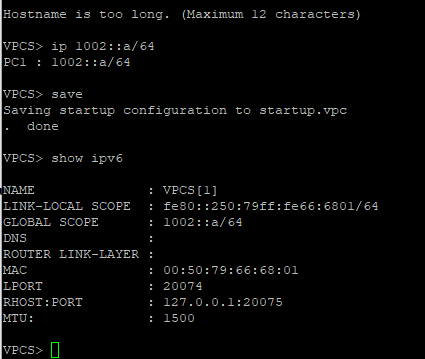 Hostname is too long. (Maximum 12 characters)
VPCS> ip 1002::a/64
PC1 : 1002::a/64
VPCS> save
Saving startup configuration to startup.vpc
.  done
VPCS> show ipv6
NAME              : VPCS[1]
LINK-LOCAL SCOPE  : fe80::250:79ff:fe66:6801/64
GLOBAL SCOPE      : 1002::a/64
DNS               :
ROUTER LINK-LAYER :
MAC               : 00:50:79:66:68:01
LPORT             : 20074
RHOST:PORT        : 127.0.0.1:20075
MTU:              : 1500
VPCS>